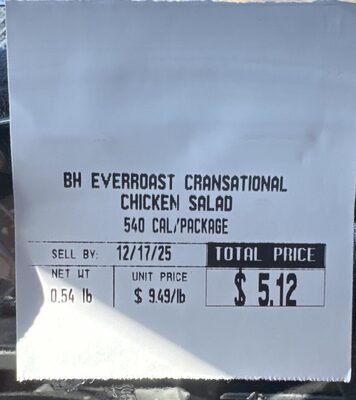 BH EVERROAST CRANSATIONAL
CHICKEN SALAD
540 CAL/PACKAGE
SELL BY: 12/17/25 TOTAL PRICE
NET WT UNIT PRICE
0.54 lb $ 9.49/lb $ 5.12